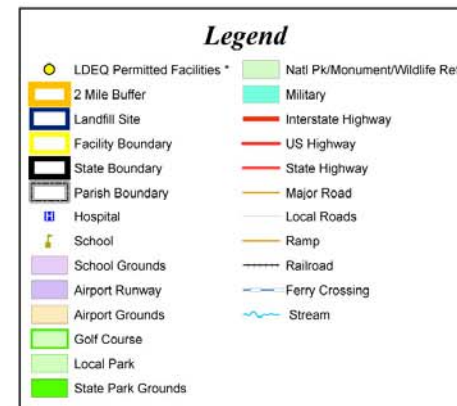 Legend
LDEQ Permitted Facilities *
2 Mile Buffer
Landfill Site
Facility Boundary
State Boundary
Parish Boundary
H Hospital
School
School Grounds
Airport Runway
Airport Grounds
Golf Course
Local Park
State Park Grounds
Natl Pk/Monument/Wildlife Ref
Military
Interstate Highway
US Highway
State Highway
Major Road
Local Roads
Ramp
Railroad
Ferry Crossing
Stream